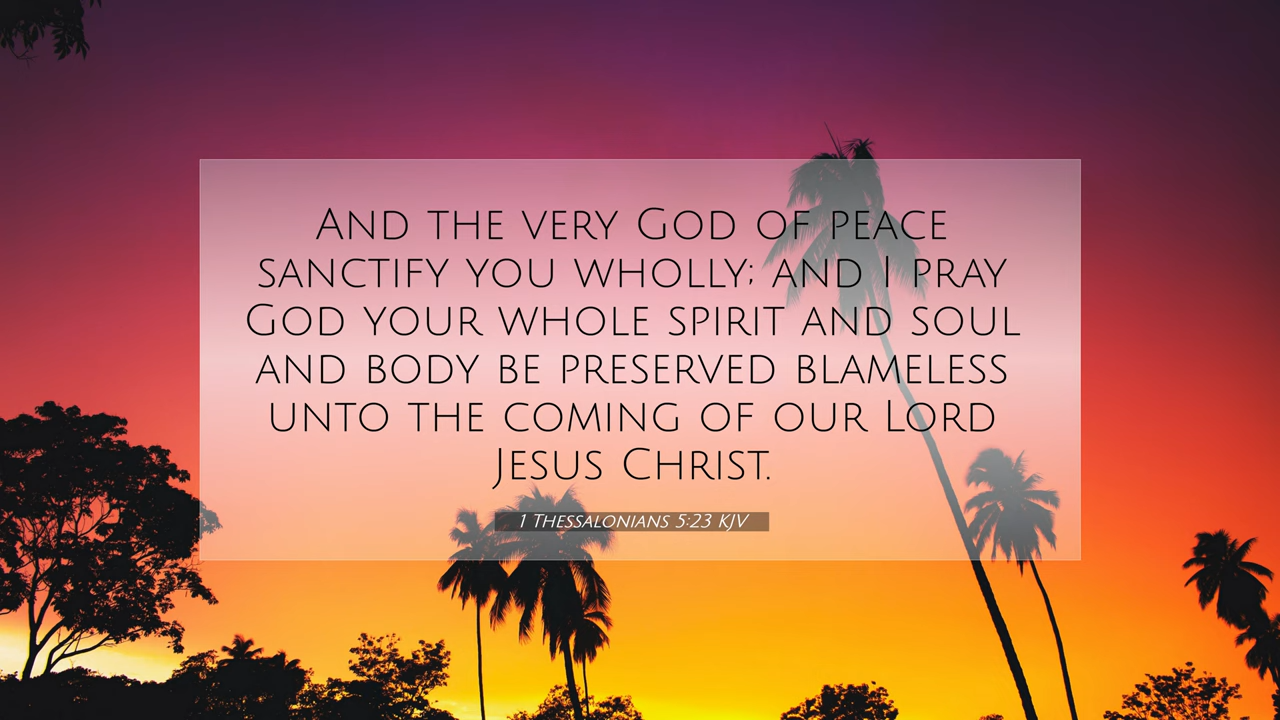 And the very God of peace
sanctify you wholly; and I pray
God your whole spirit and soul
and body be preserved blameless
unto the coming of our Lord
Jesus Christ.
1 Thessalonians 5:23 KJV